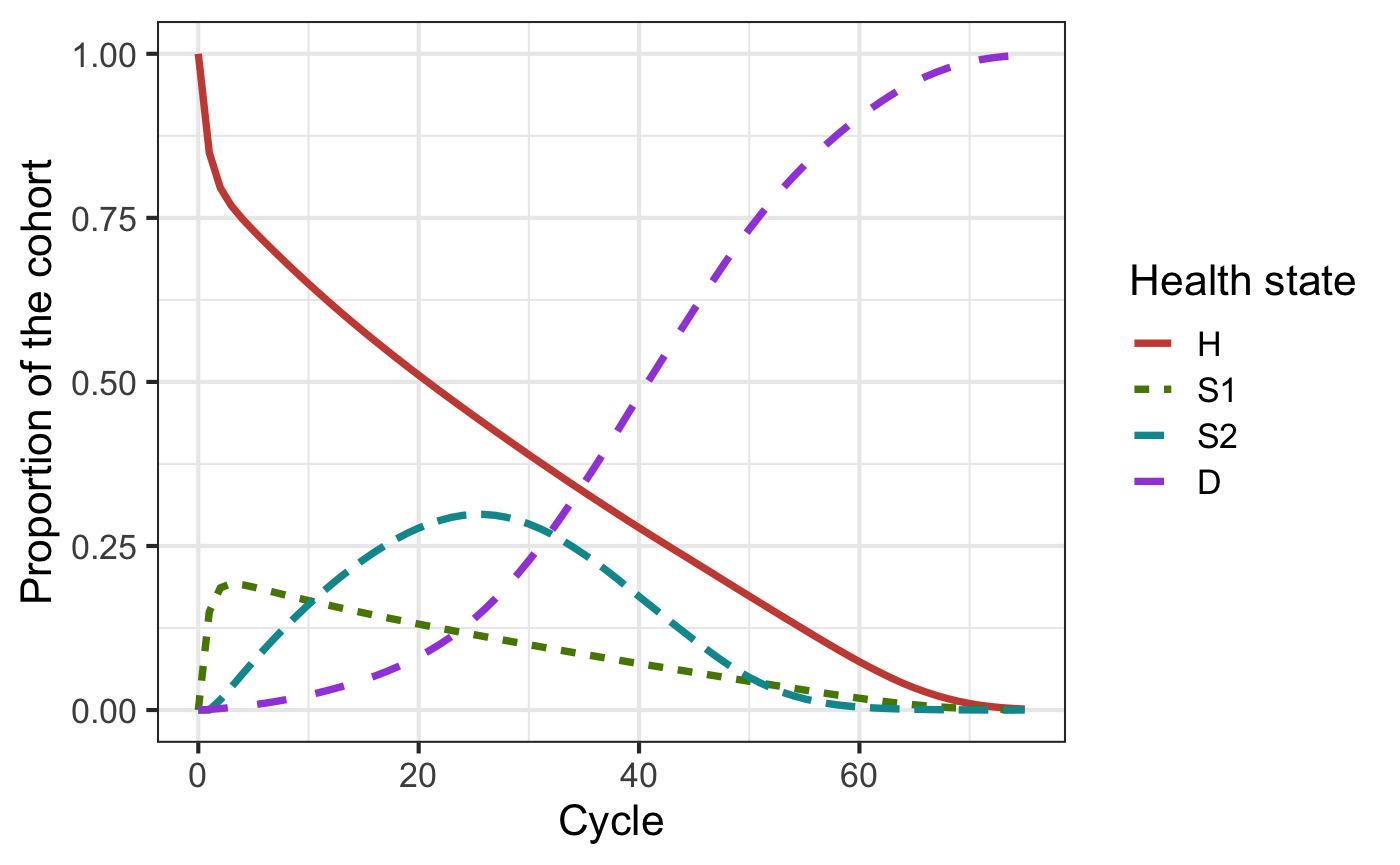 Proportion of the cohort
1.00
0.75
0.50
0.25
0.00
0
20
40
60
Cycle
Health state
H
S1
S2
D